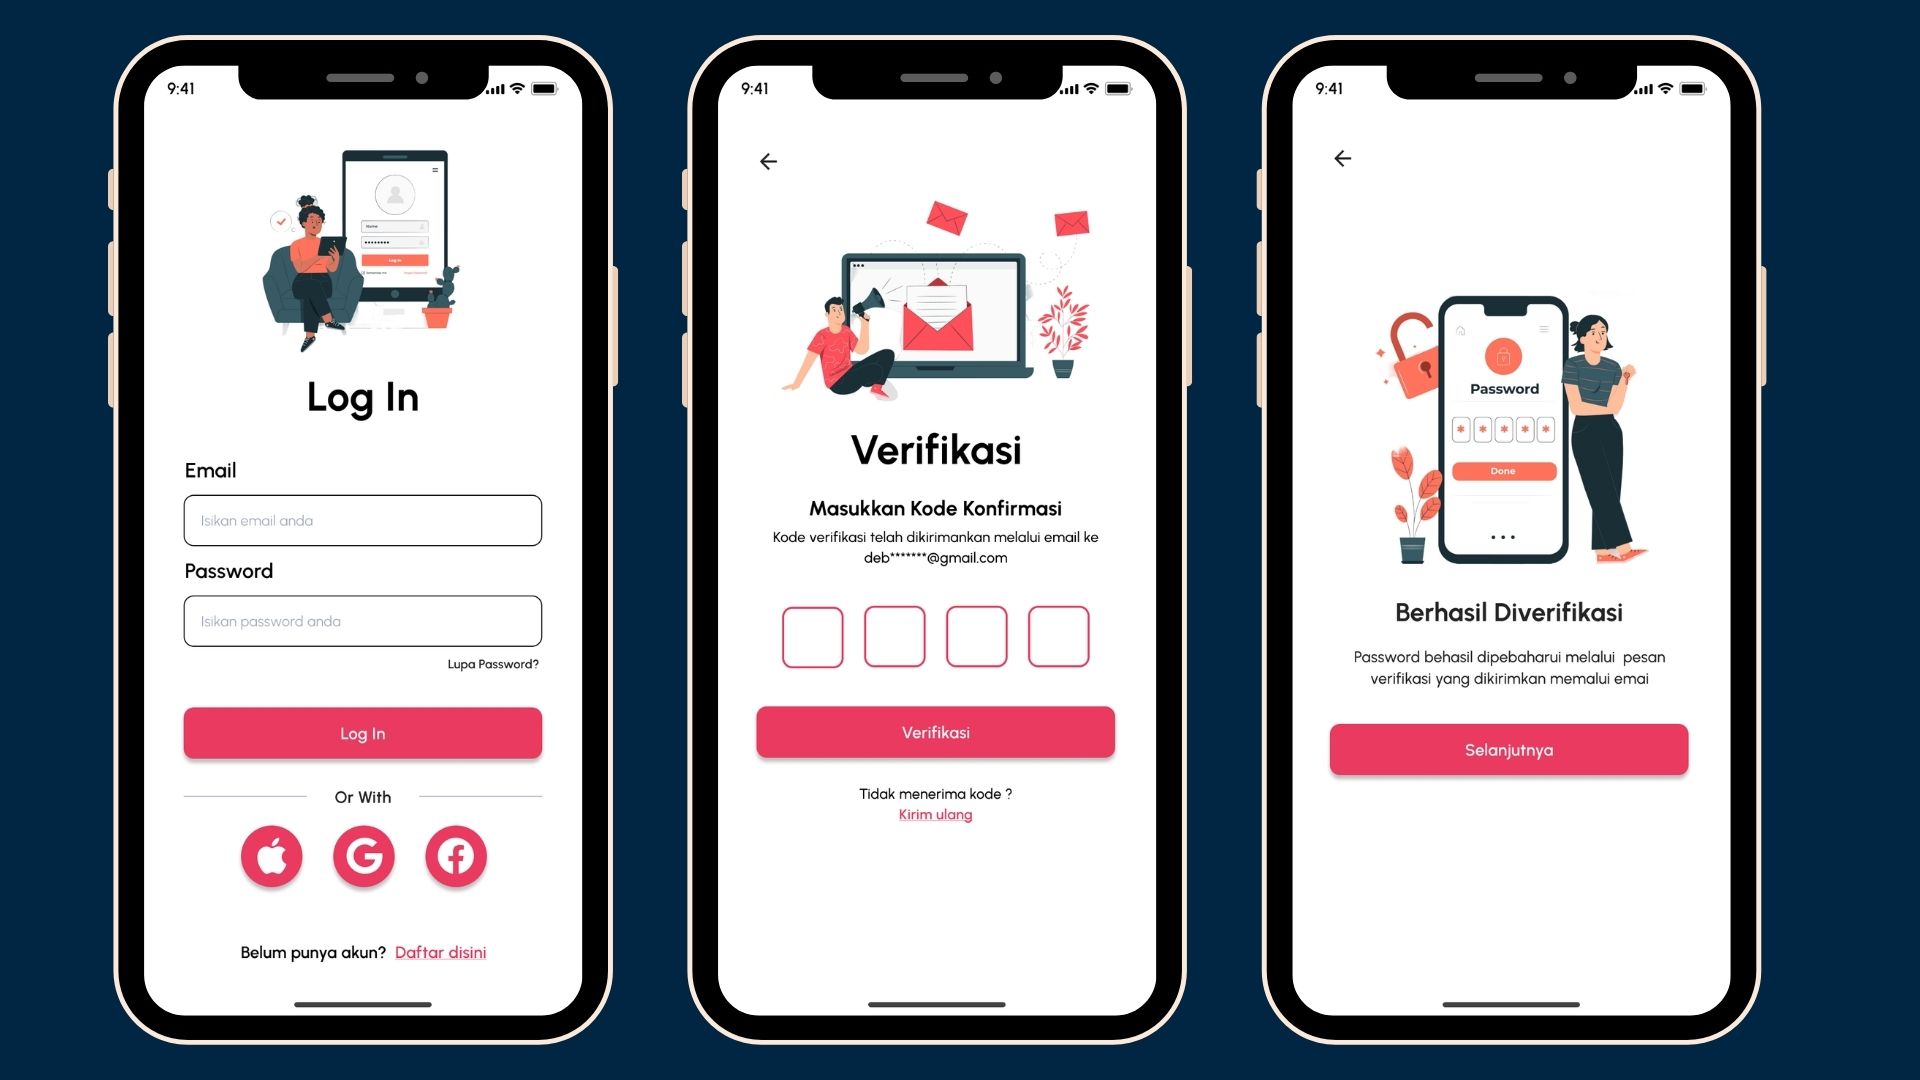 9:41
Name
Log In
Log In
Email
Isikan email anda
Password
Isikan password anda
Lupa Password?
Log In
Or With
Belum punya akun? Daftar disini
9:41
Verifikasi
Masukkan Kode Konfirmasi
Kode verifikasi telah dikirimankan melalui email ke
deb*******@gmail.com
Verifikasi
Tidak menerima kode ?
Kirim ulang
9:41
Password
* * * * *
Done
Berhasil Diverifikasi
Password behasil dipebaharui melalui pesan
verifikasi yang dikirimkan memalui emai
Selanjutnya